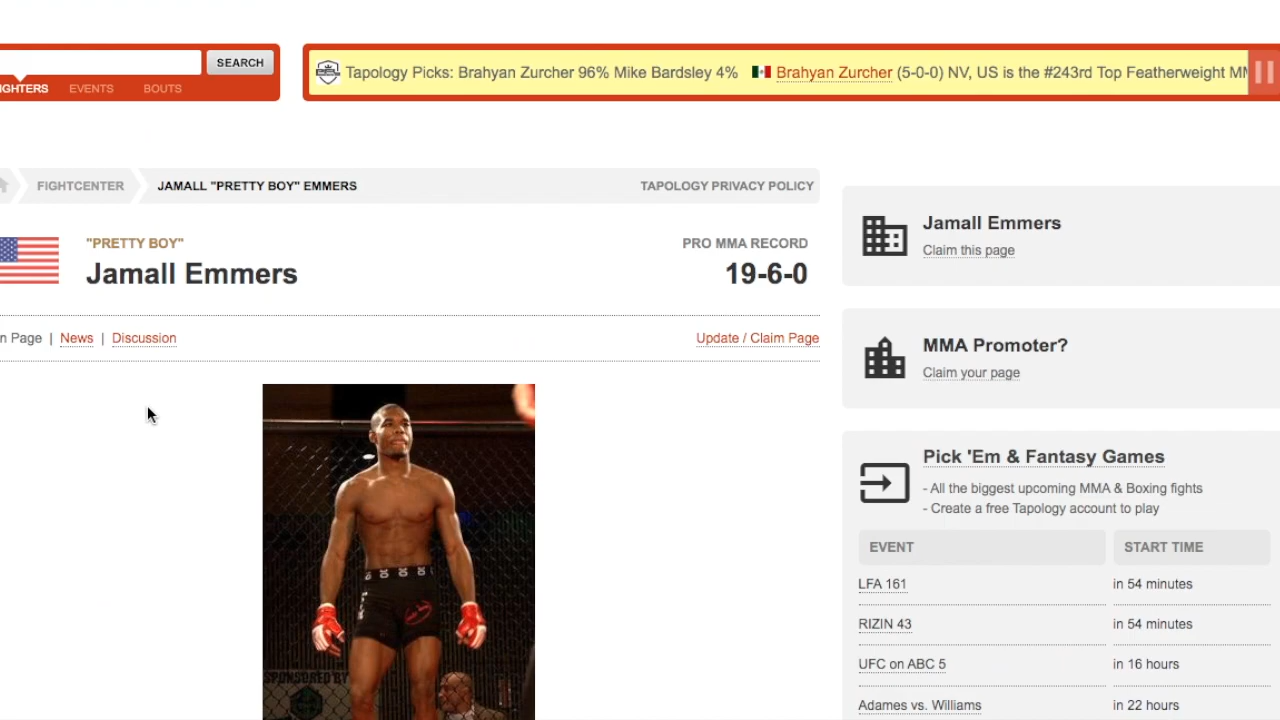 SEARCH
FIGHTERS EVENTS BOUTS
Tapology Picks: Brahyan Zurcher 96% Mike Bardsley 4% Brahyan Zurcher (5-0-0) NV, US is the #243rd Top Featherweight MM
FIGHTCENTER JAMALL "PRETTY BOY" EMMERS TAPOLOGY PRIVACY POLICY
"PRETTY BOY"
Jamall Emmers
PRO MMA RECORD
19-6-0
n Page | News | Discussion
Update / Claim Page
SPONSORED BY
Jamall Emmers
Claim this page
MMA Promoter?
Claim your page
Pick 'Em & Fantasy Games
- All the biggest upcoming MMA & Boxing fights
- Create a free Tapology account to play
EVENT START TIME
LFA 161 in 54 minutes
RIZIN 43 in 54 minutes
UFC on ABC 5 in 16 hours
Adames vs. Williams in 22 hours